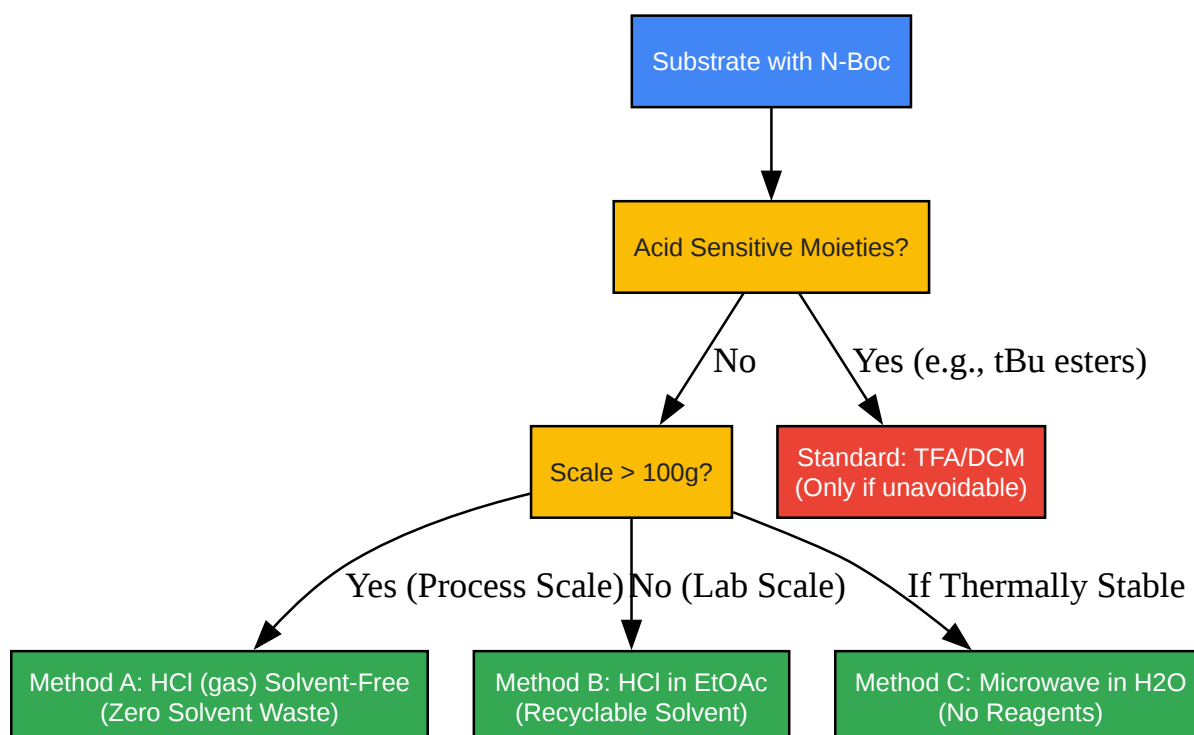 Substrate with N-Boc
Acid Sensitive Moieties?
No
Yes (e.g., tBu esters)
Scale > 100g?
Standard: TFA/DCM
(Only if unavoidable)
Yes (Process Scale)
No (Lab Scale)
If Thermally Stable
Method A: HCl (gas) Solvent-Free
(Zero Solvent Waste)
Method B: HCl in EtOAc
(Recyclable Solvent)
Method C: Microwave in H2O
(No Reagents)